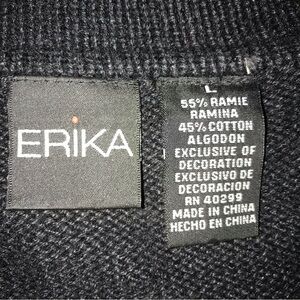 ERIKA
L
55% RAMIE
RAMINA
45% COTTON
ALGODON
EXCLUSIVE OF
DECORATION
EXCLUSIVO DE
DECORACION
RN 40299
MADE IN CHINA
HECHO EN CHINA